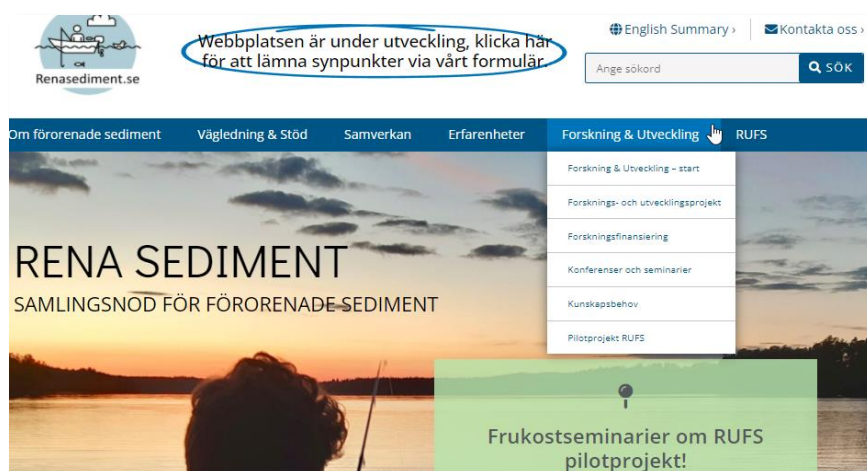 Renasediment.se
Webbplatsen är under utveckling, klicka här
för att lämna synpunkter via vårt formulär.
English Summary ›
Kontakta oss ›
Ange sökord
SÖK
Om förorenade sediment
Vägledning & Stöd
Samverkan
Erfarenheter
Forskning & Utveckling
RUFS
Forskning & Utveckling – start
Forsknings- och utvecklingsprojekt
Forskningsfinansiering
Konferenser och seminarier
Kunskapsbehov
Pilotprojekt RUFS
RENA SEDIMENT
SAMLINGSNOD FÖR FÖRORENADE SEDIMENT
Frukostseminarier om RUFS
pilotprojekt!